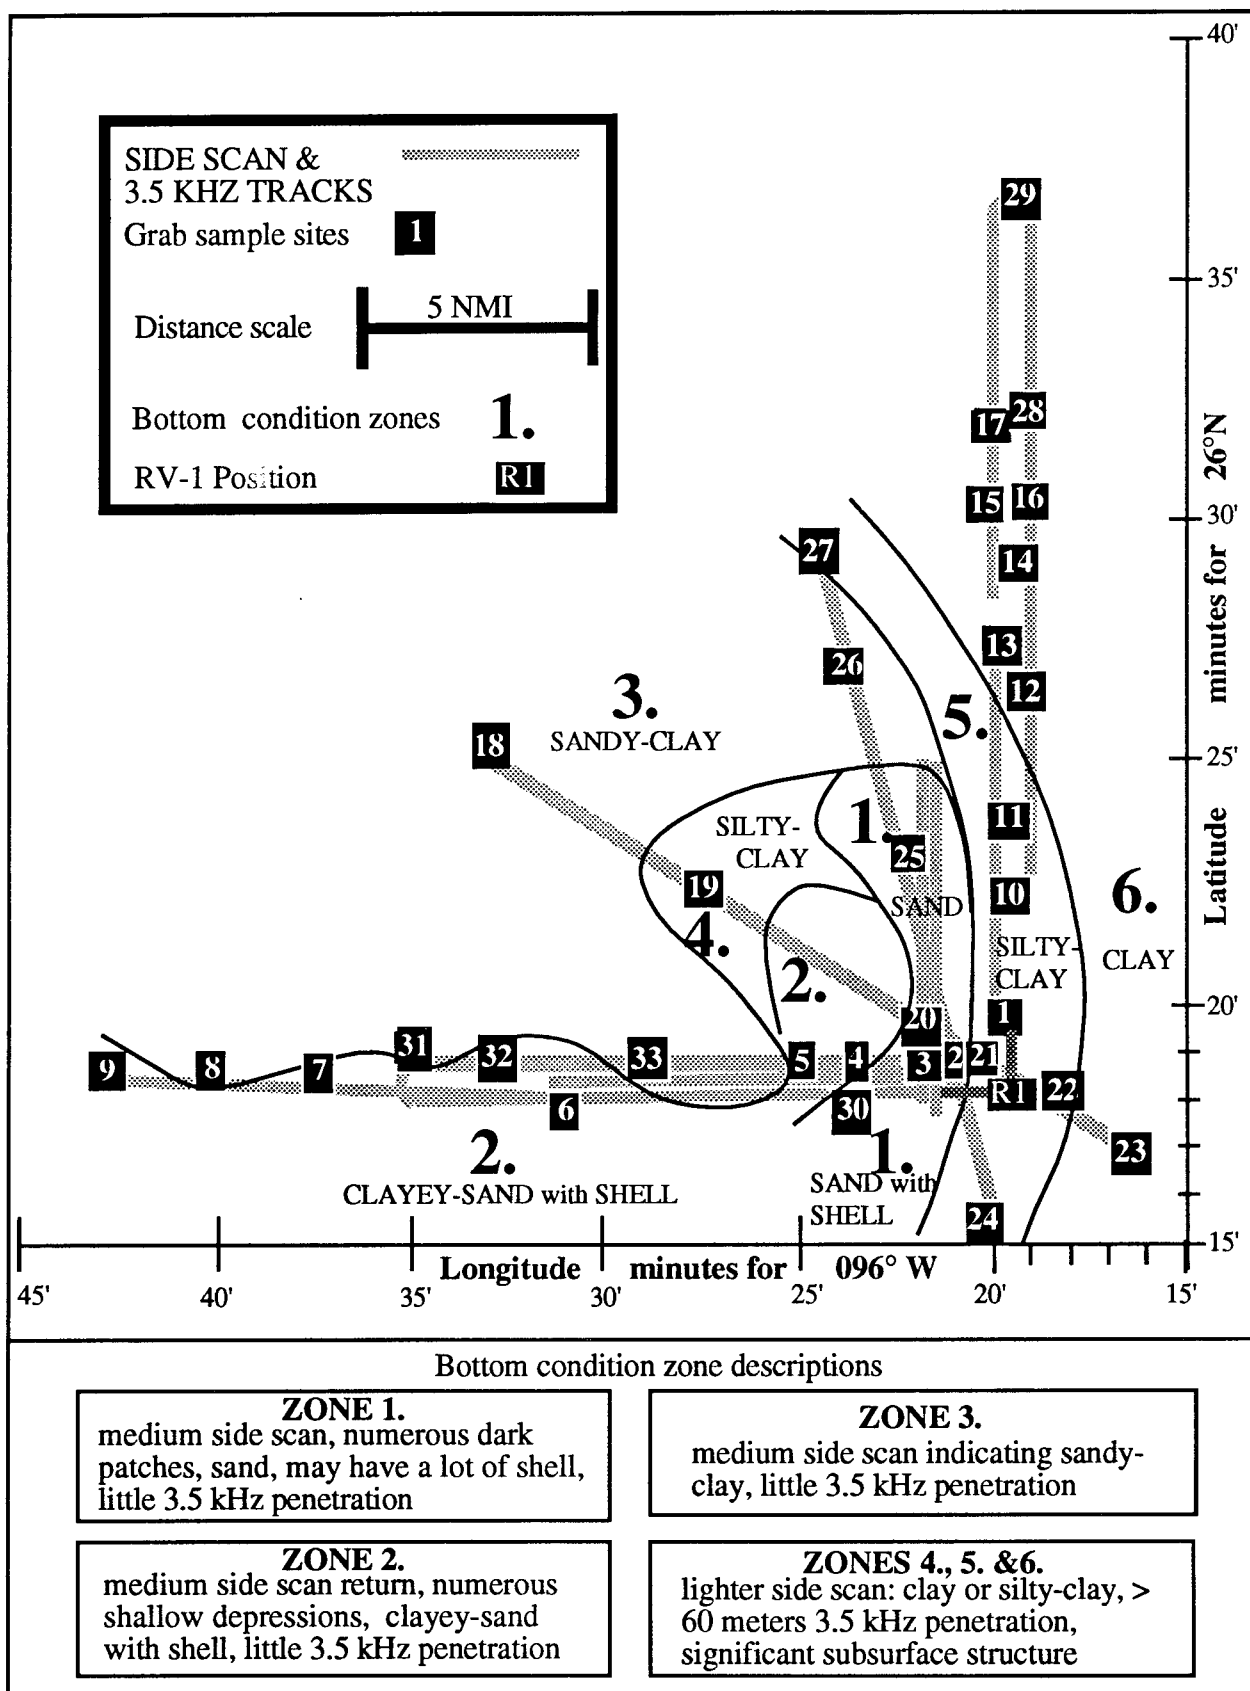 40'
SIDE SCAN &
3.5 KHZ TRACKS
Grab sample sites 1
Distance scale 5 NMI
Bottom condition zones 1.
RV-1 Position R1
29
35'
28
17
15 16
30'
27
14
13
26
12
3.
SANDY-CLAY
5.
18
25'
1.
11
SILTY-
CLAY
25
19
10
SAND
6.
4.
SILTY-
CLAY
CLAY
2.
20'
1
20
31 32 33 5 4 3 2 21
9 8 7
R1 22
6 30
23
2.
1.
CLAYEY-SAND with SHELL
SAND with
SHELL
24
15'
Latitude minutes for 26°N
Longitude minutes for 096° W
45' 40' 35' 30' 25' 20' 15'
Bottom condition zone descriptions
ZONE 1.
medium side scan, numerous dark
patches, sand, may have a lot of shell,
little 3.5 kHz penetration
ZONE 3.
medium side scan indicating sandy-
clay, little 3.5 kHz penetration
ZONE 2.
medium side scan return, numerous
shallow depressions, clayey-sand
with shell, little 3.5 kHz penetration
ZONES 4., 5. &6.
lighter side scan: clay or silty-clay, >
60 meters 3.5 kHz penetration,
significant subsurface structure